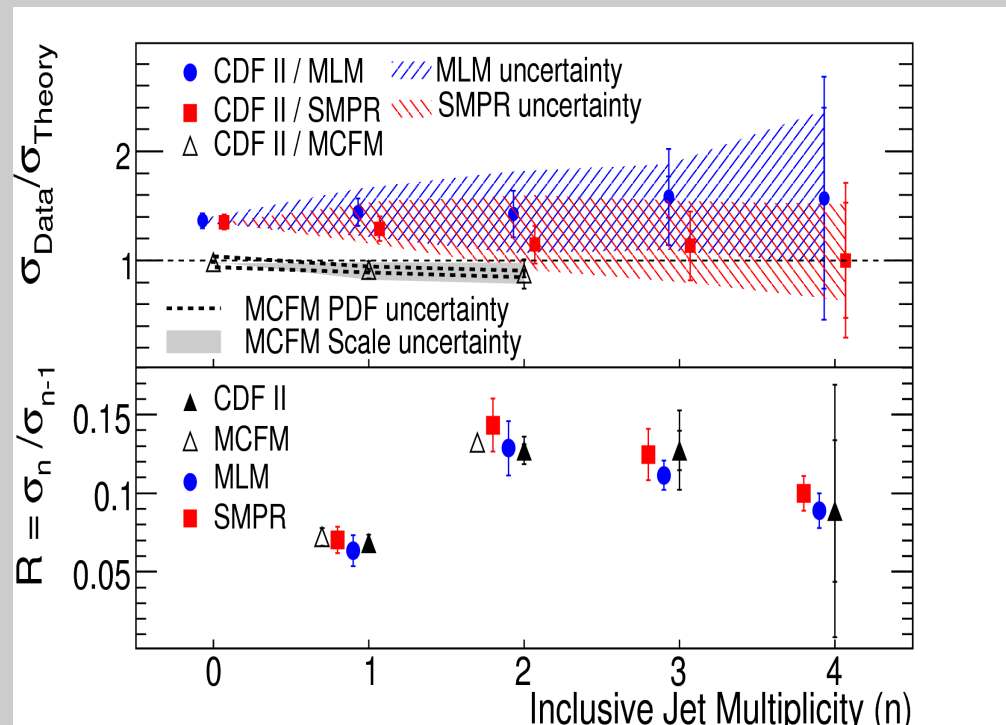 σData/σTheory
CDF II / MLM
MLM uncertainty
CDF II / SMPR
SMPR uncertainty
CDF II / MCFM
2
1
MCFM PDF uncertainty
MCFM Scale uncertainty
R = σn /σn-1
CDF II
MCFM
MLM
SMPR
0.15
0.1
0.05
0 1 2 3 4
Inclusive Jet Multiplicity (n)